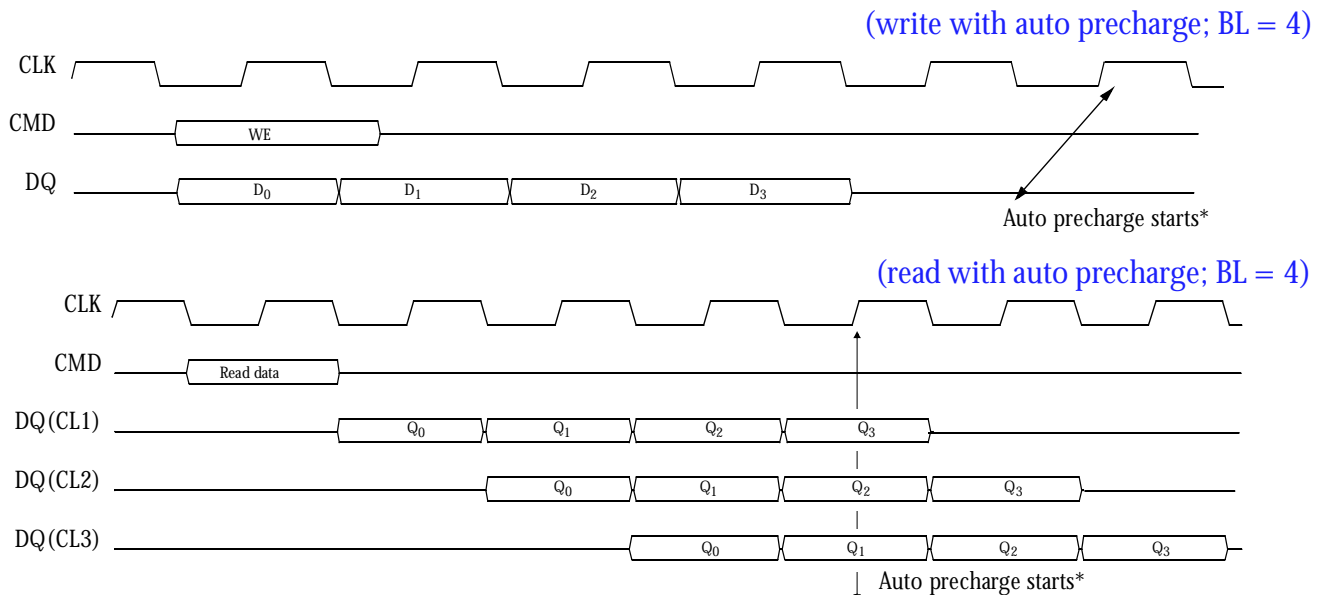 (write with auto precharge; BL = 4)
CLK
CMD WE
DQ D0 D1 D2 D3
Auto precharge starts*
(read with auto precharge; BL = 4)
CLK
CMD Read data
DQ(CL1) Q0 Q1 Q2 Q3
DQ(CL2) Q0 Q1 Q2 Q3
DQ(CL3) Q0 Q1 Q2 Q3
Auto precharge starts*